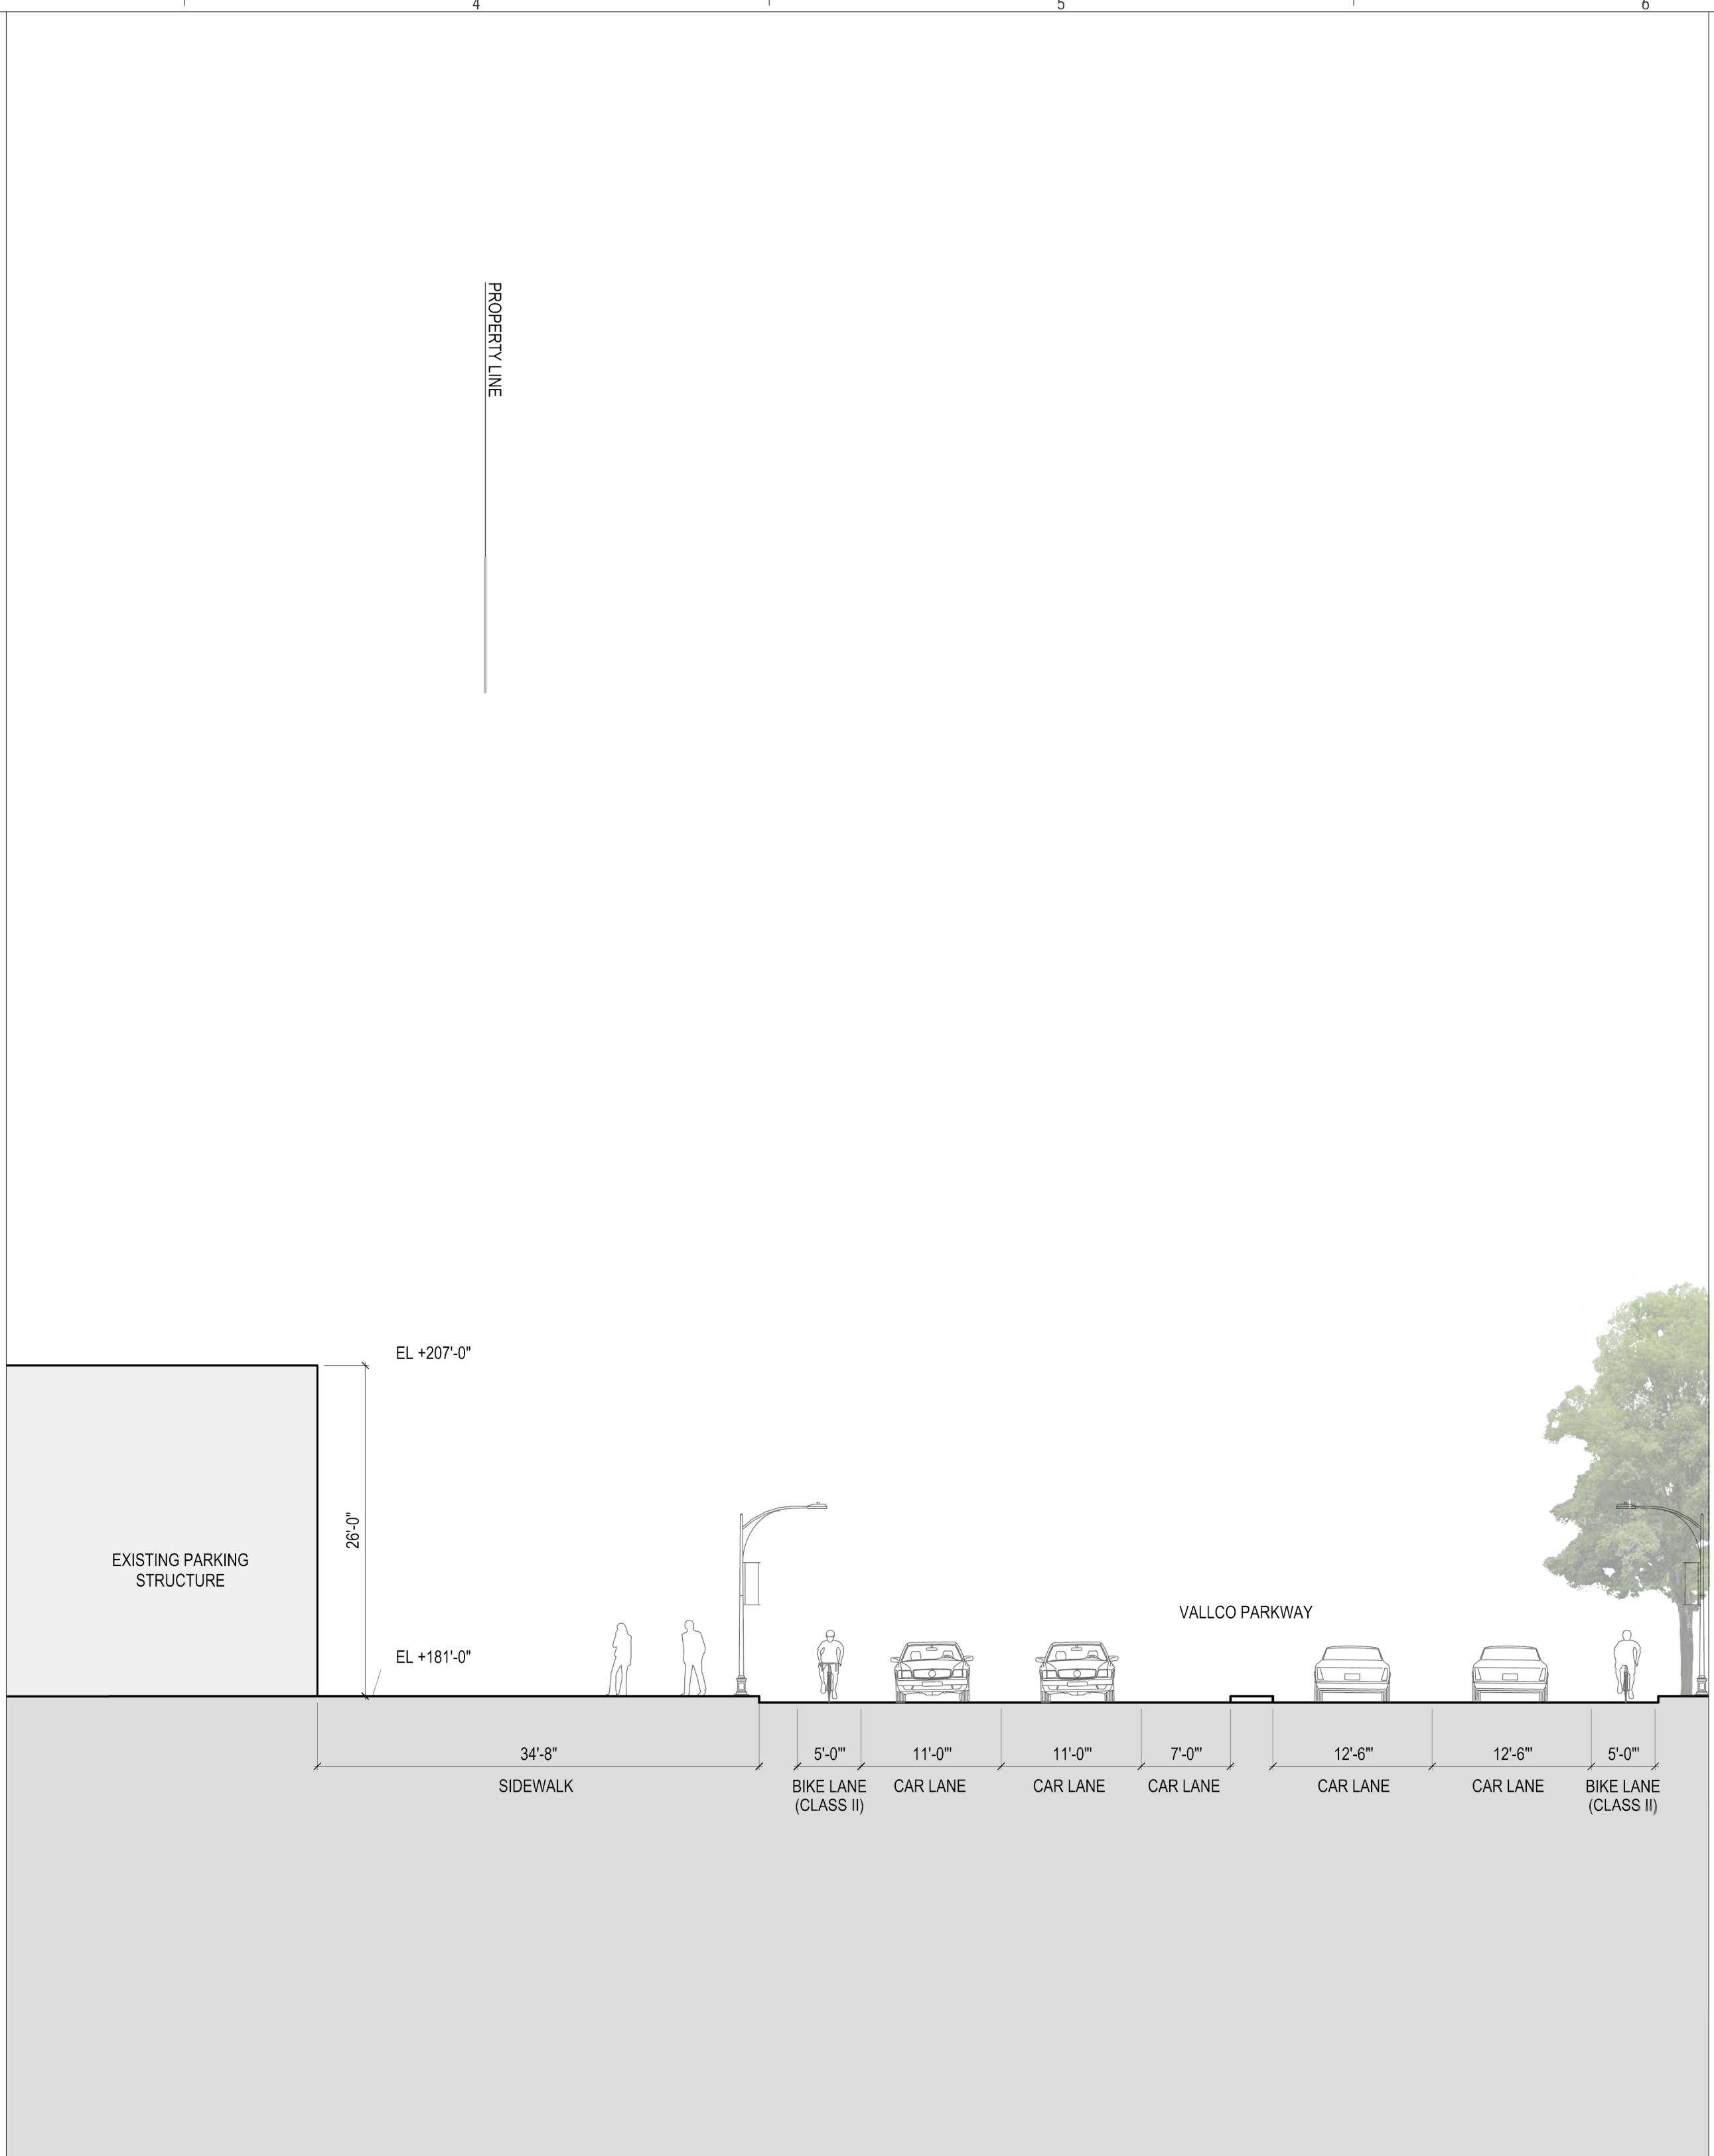 4
5
6
PROPERTY LINE
EL +207'-0"
26'-0"
EXISTING PARKING
STRUCTURE
VALLCO PARKWAY
EL +181'-0"
34'-8"
5'-0'"
11'-0'"
11'-0'"
7'-0'"
12'-6'"
12'-6'"
5'-0'"
SIDEWALK
BIKE LANE
(CLASS II)
CAR LANE
CAR LANE
CAR LANE
CAR LANE
CAR LANE
BIKE LANE
(CLASS II)